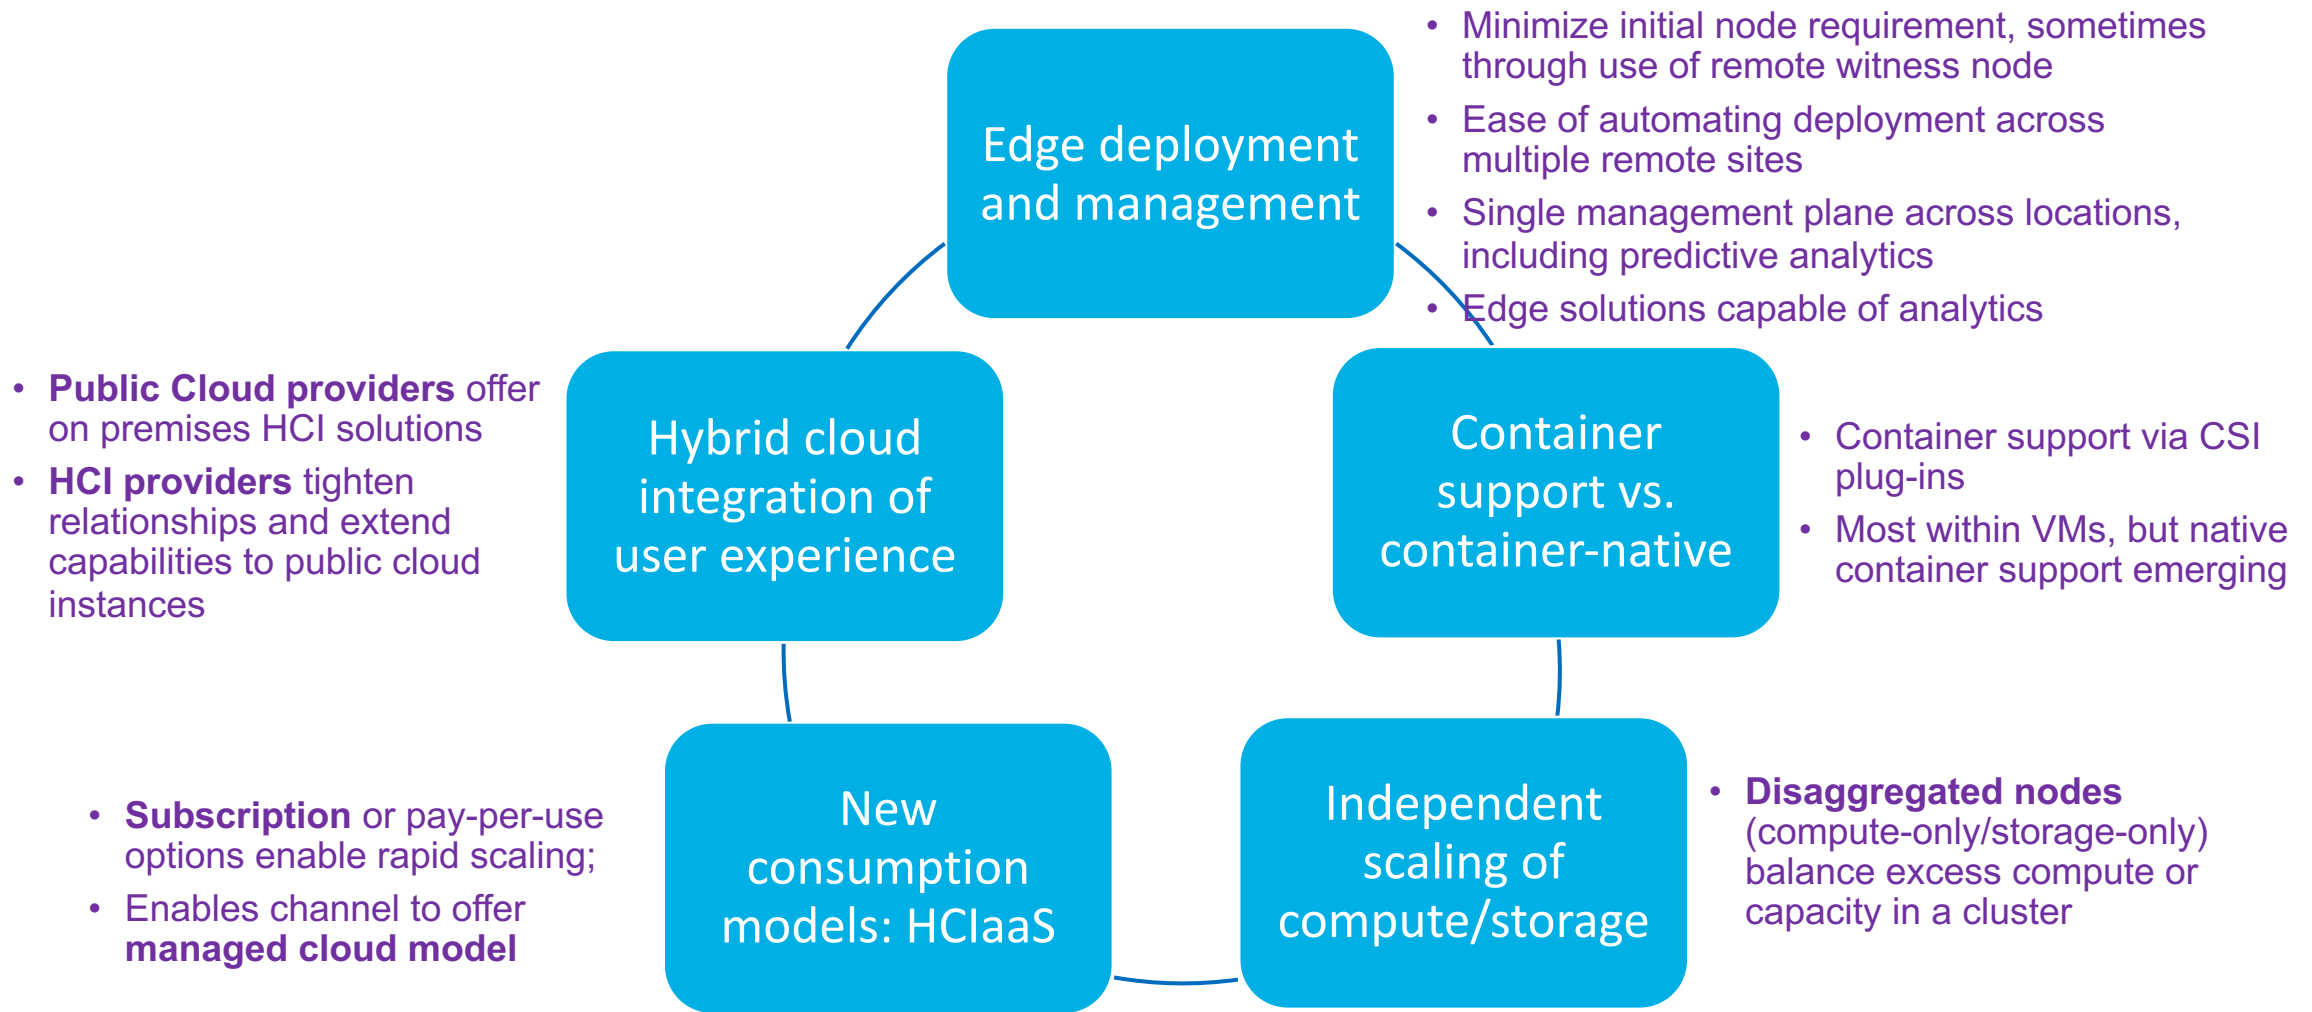 Edge deployment
and management
• Minimize initial node requirement, sometimes
through use of remote witness node
• Ease of automating deployment across
multiple remote sites
• Single management plane across locations,
including predictive analytics
• Edge solutions capable of analytics
Container
support vs.
container-native
• Container support via CSI
plug-ins
• Most within VMs, but native
container support emerging
Independent
scaling of
compute/storage
• Disaggregated nodes
(compute-only/storage-only)
balance excess compute or
capacity in a cluster
New
consumption
models: HCIaaS
• Subscription or pay-per-use
options enable rapid scaling;
• Enables channel to offer
managed cloud model
Hybrid cloud
integration of
user experience
• Public Cloud providers offer
on premises HCI solutions
• HCI providers tighten
relationships and extend
capabilities to public cloud
instances